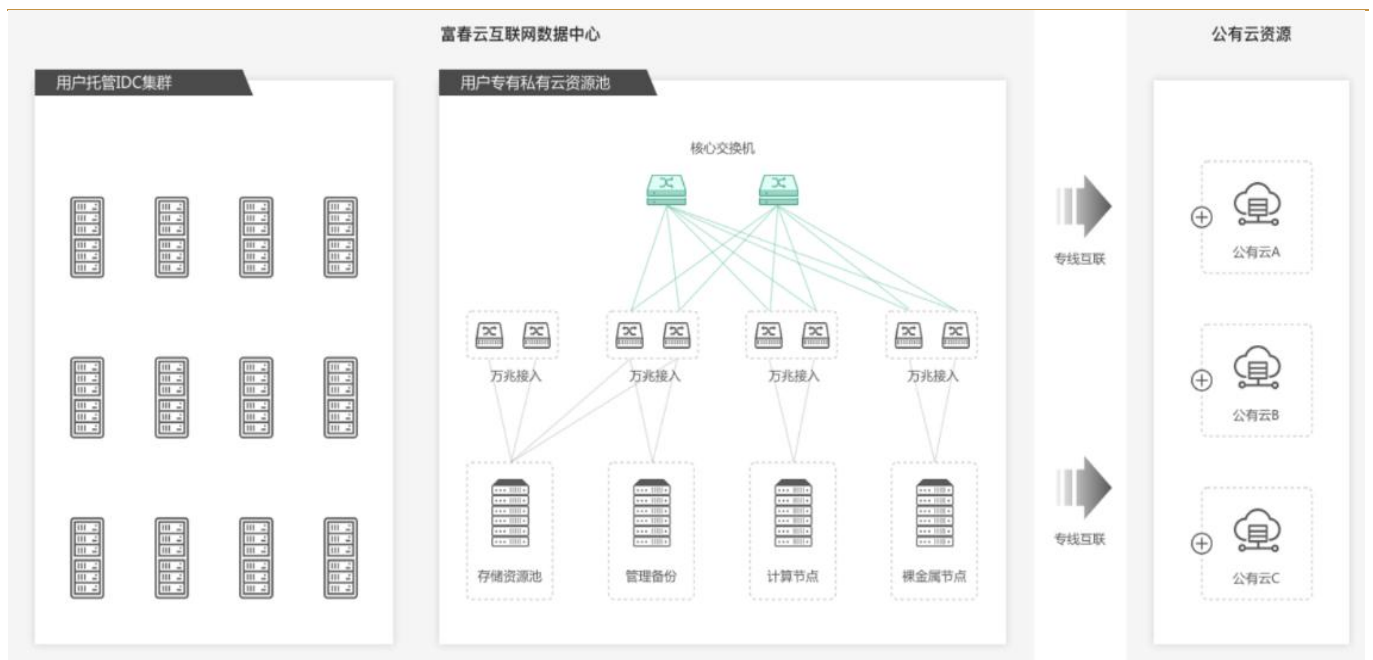 富春云互联网数据中心
公有云资源
用户托管IDC集群
用户专有私有云资源池
核心交换机
专线互联
公有云A
万兆接入
万兆接入
万兆接入
万兆接入
公有云B
专线互联
存储资源池
管理备份
计算节点
裸金属节点
公有云C